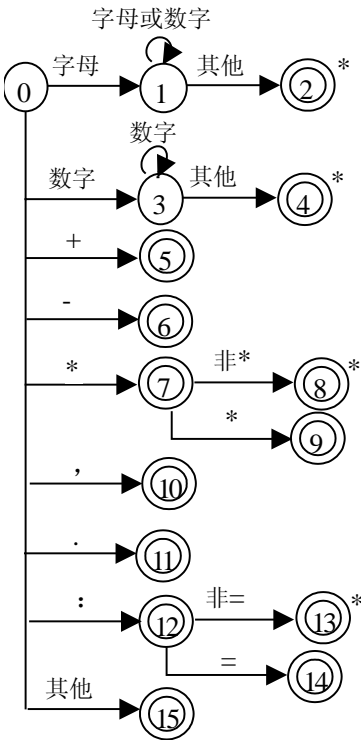 字母或数字
0 字母 1 其他 2 *
数字
数字 3 其他 4 *
+ 5
- 6
* 7 非* 8 *
* 9
， 10
. 11
: 12 非= 13 *
= 14
其他 15